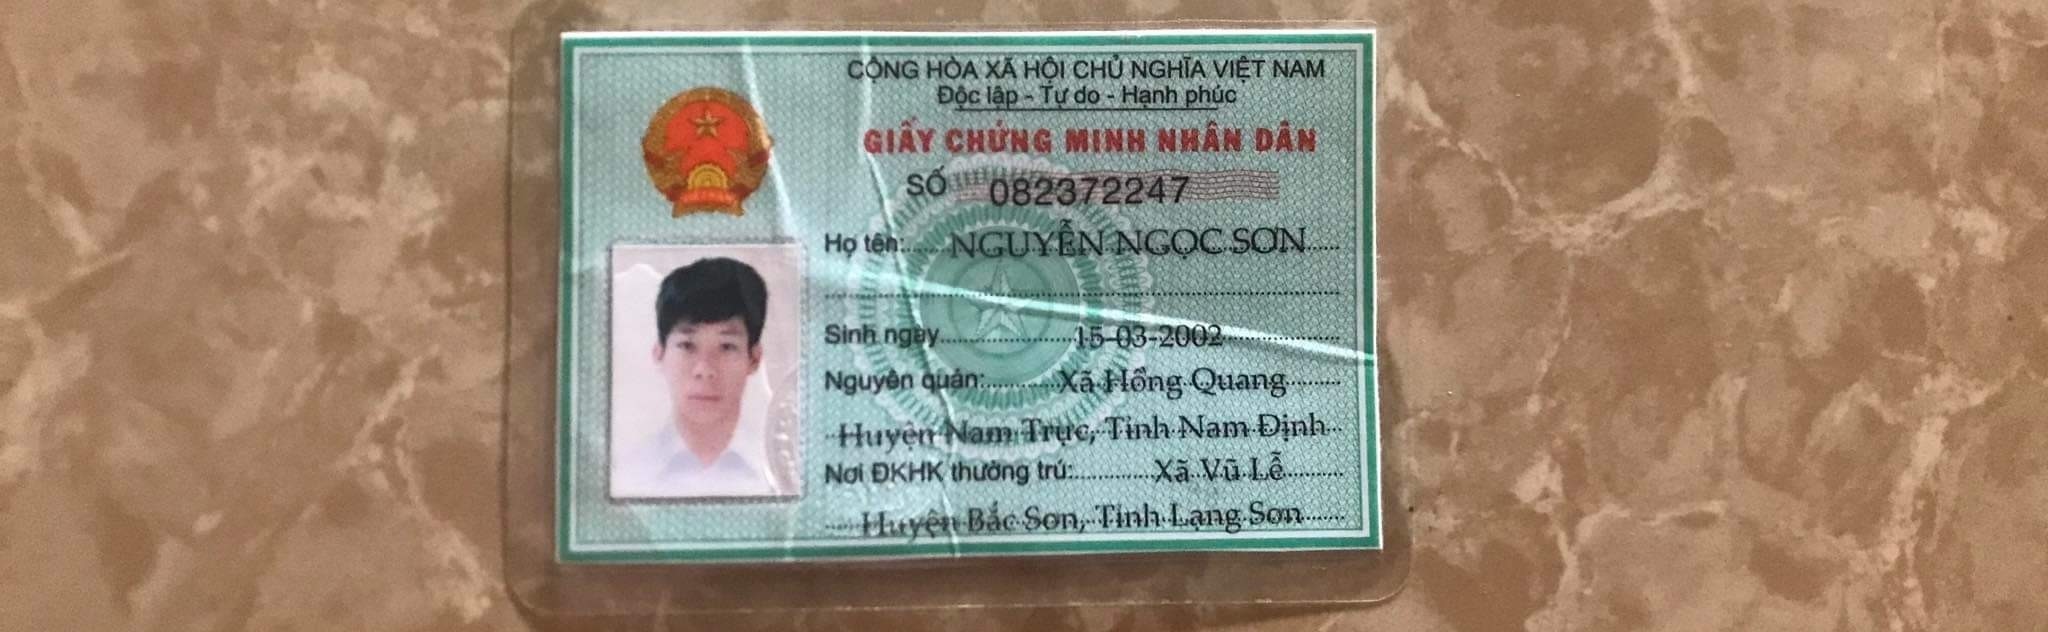 CỘNG HÒA XÃ HỘI CHỦ NGHĨA VIỆT NAM
Độc lập - Tự do - Hạnh phúc
GIẤY CHỨNG MINH NHÂN DÂN
SỐ 082372247
Họ tên: NGUYỄN NGỌC SƠN
Sinh ngày 15-03-2002
Nguyên quán: Xã Hồng Quang
Huyện Nam Trực, Tỉnh Nam Định
Nơi ĐKHK thường trú: Xã Vũ Lễ
Huyện Bắc Sơn, Tỉnh Lạng Sơn